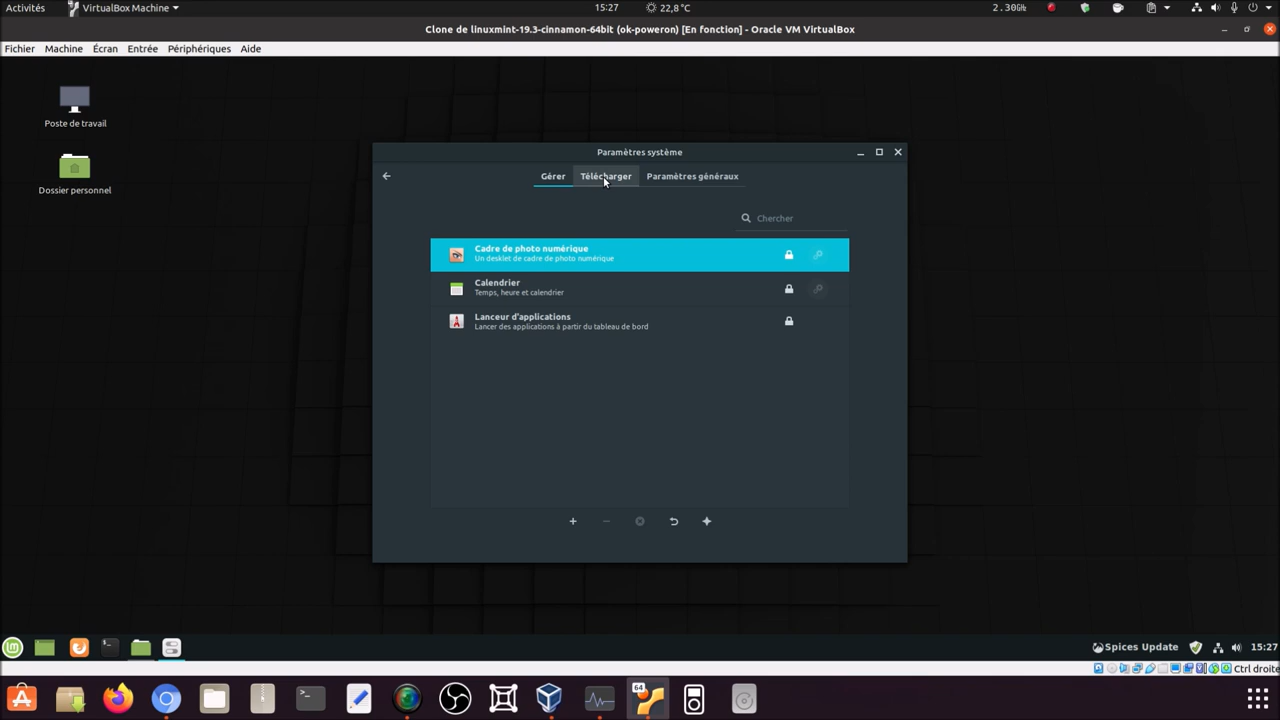 Activités
VirtualBox Machine
15:27
22,8°C
2.30GHz
Clone de linuxmint-19.3-cinnamon-64bit (ok-poweron) [En fonction] - Oracle VM VirtualBox
Fichier
Machine
Écran
Entrée
Périphériques
Aide
Poste de travail
Dossier personnel
Paramètres système
Gérer
Télécharger
Paramètres généraux
Chercher
Cadre de photo numérique
Un desklet de cadre de photo numérique
Calendrier
Temps, heure et calendrier
Lanceur d'applications
Lancer des applications à partir du tableau de bord
Spices Update
15:27
Ctrl droite
64